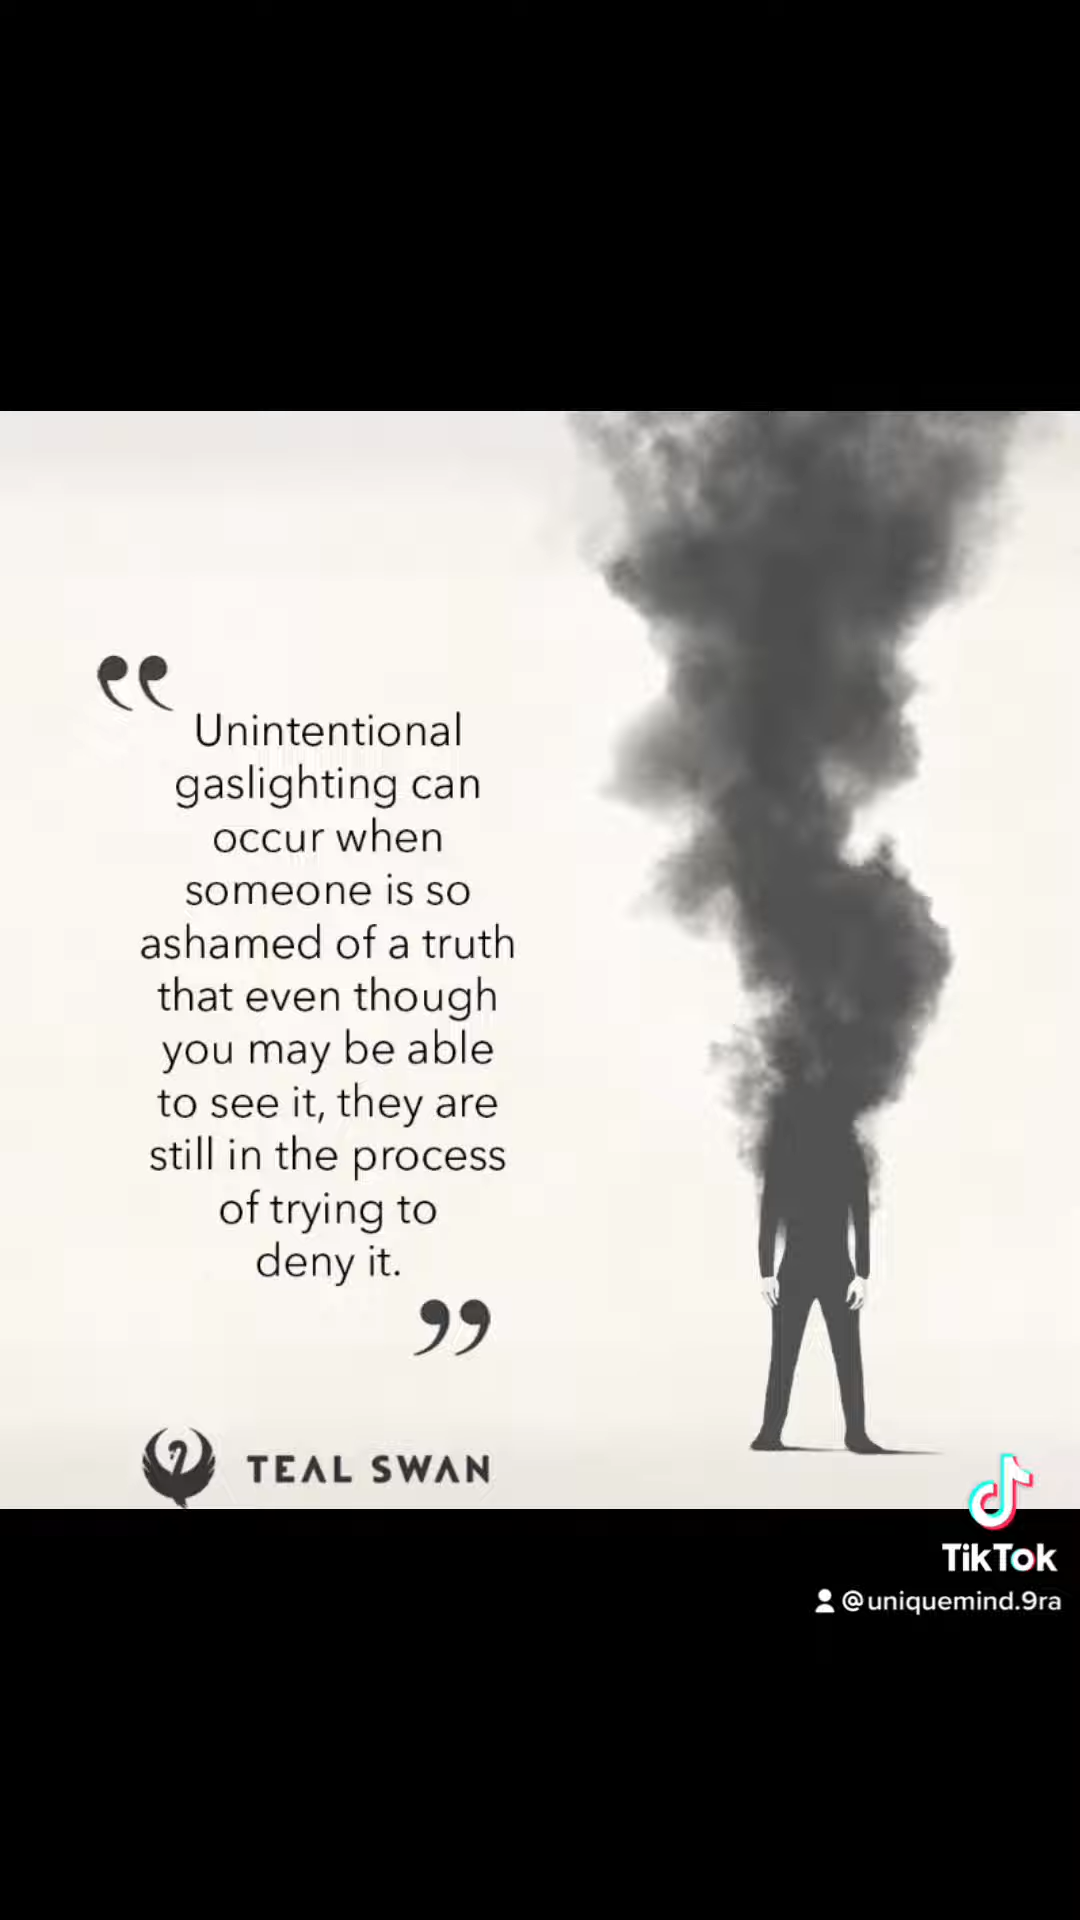 “
Unintentional
gaslighting can
occur when
someone is so
ashamed of a truth
that even though
you may be able
to see it, they are
still in the process
of trying to
deny it.
”
TEAL SWAN
TikTok
@uniquemind.9ra